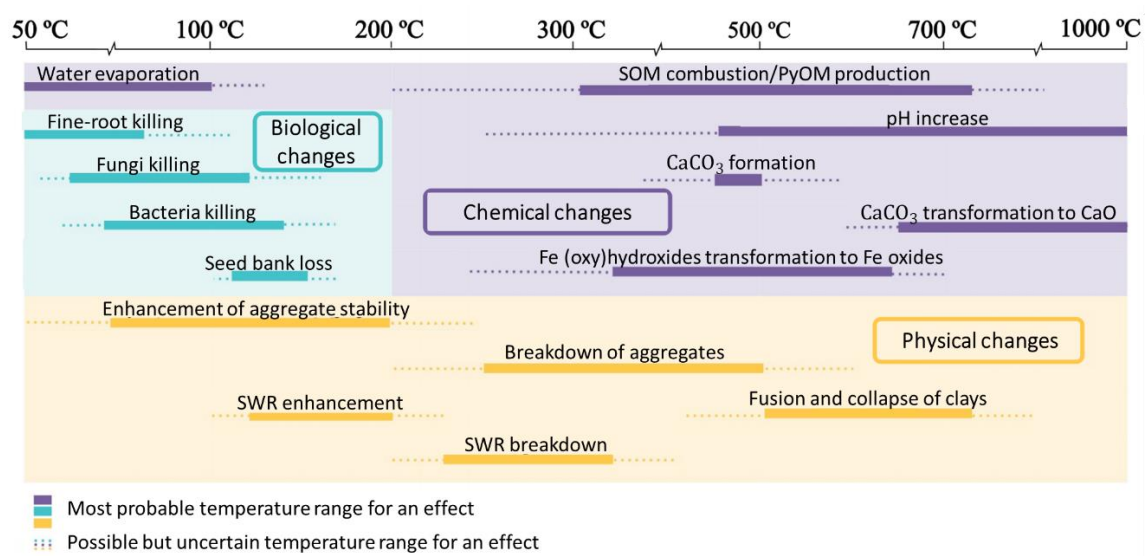 50 ºC 100 ºC 200 ºC 300 ºC 500 ºC 700 ºC 1000 ºC
Water evaporation SOM combustion/PyOM production
Fine-root killing Biological pH increase
changes
Fungi killing CaCO₃ formation
Bacteria killing Chemical changes CaCO₃ transformation to CaO
Seed bank loss Fe (oxy)hydroxides transformation to Fe oxides
Enhancement of aggregate stability
Breakdown of aggregates Physical changes
SWR enhancement Fusion and collapse of clays
SWR breakdown
Most probable temperature range for an effect
Possible but uncertain temperature range for an effect